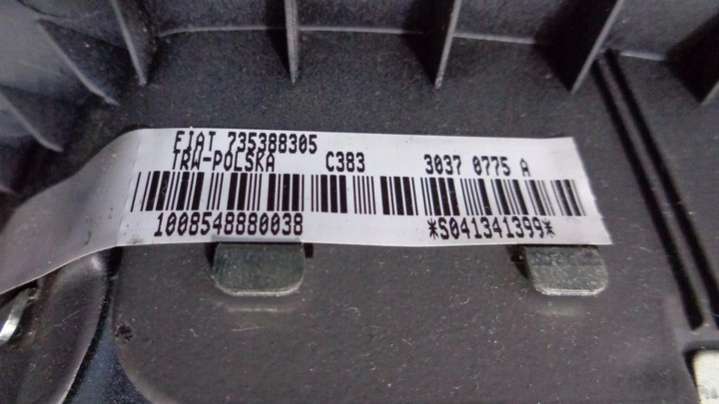 FIAT 735388305
TRW-POLSKA C383 3037 0775 A
1008548880038 *S041341399*